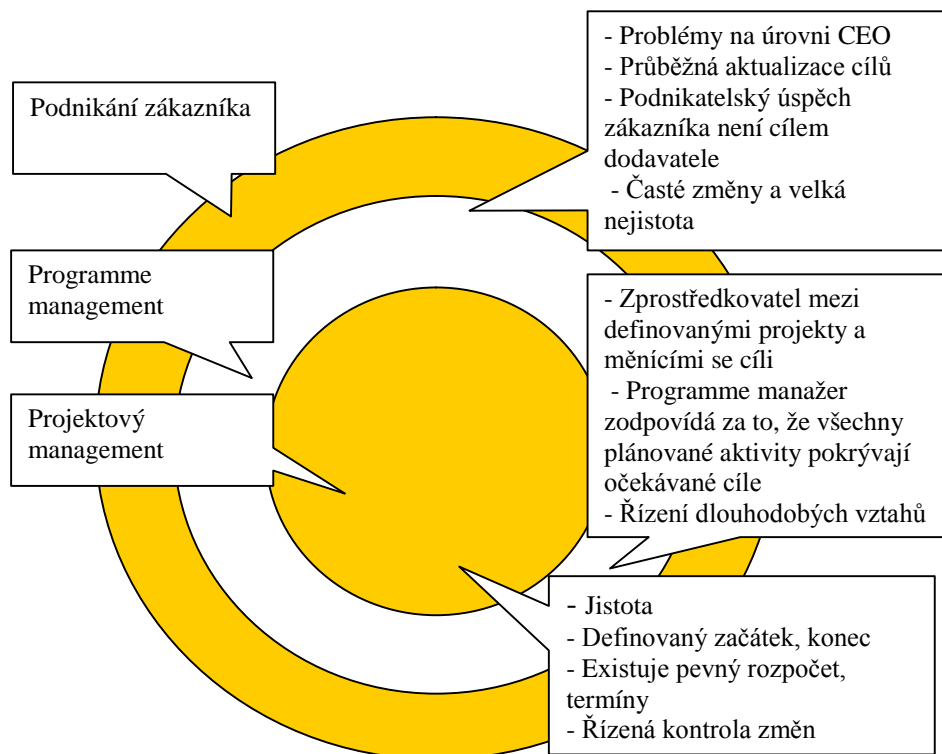 Podnikání zákazníka
- Problémy na úrovni CEO
- Průběžná aktualizace cílů
- Podnikatelský úspěch
zákazníka není cílem
dodavatele
- Časté změny a velká
nejistota
Programme
management
- Zprostředkovatel mezi
definovanými projekty a
měnícími se cíli
- Programme manažer
zodpovídá za to, že všechny
plánované aktivity pokrývají
očekávané cíle
- Řízení dlouhodobých vztahů
Projektový
management
- Jistota
- Definovaný začátek, konec
- Existuje pevný rozpočet,
termíny
- Řízená kontrola změn